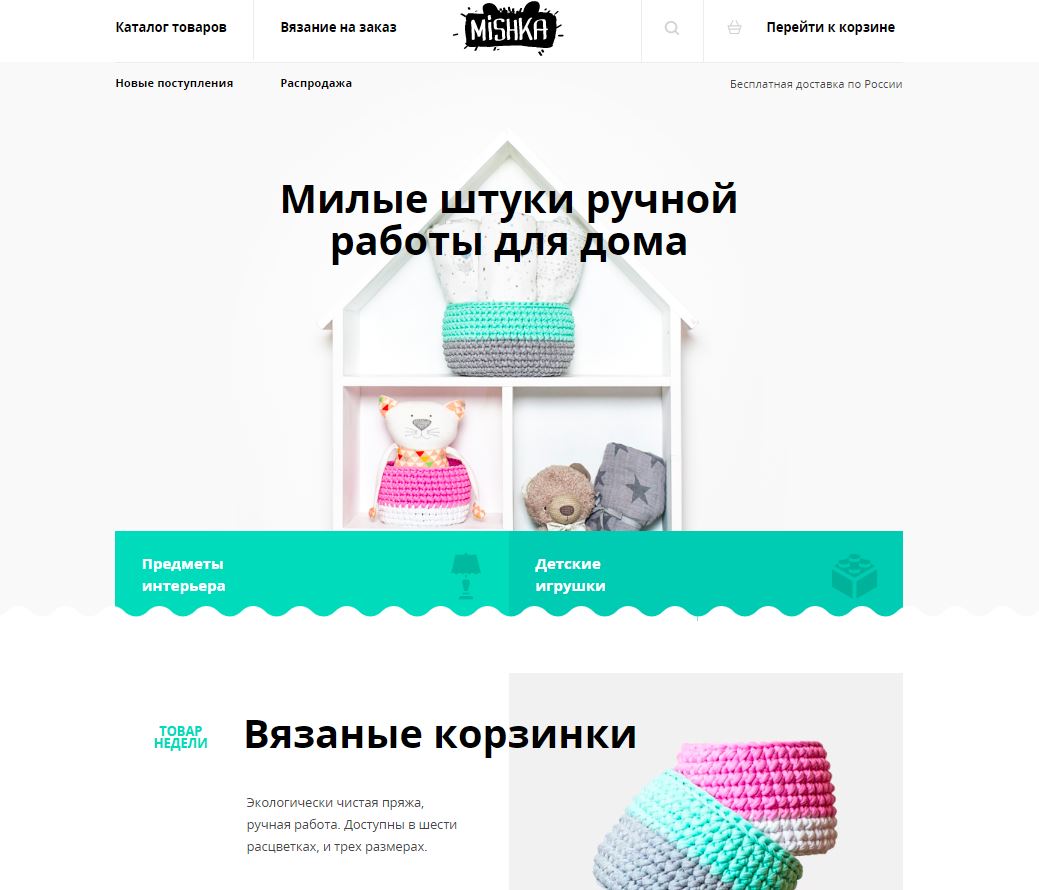 Каталог товаров
Вязание на заказ
MiSHKA
Перейти к корзине
Новые поступления
Распродажа
Бесплатная доставка по России
Милые штуки ручной
работы для дома
Предметы
интерьера
Детские
игрушки
ТОВАР
НЕДЕЛИ
Вязаные корзинки
Экологически чистая пряжа,
ручная работа. Доступны в шести
расцветках, и трех размерах.